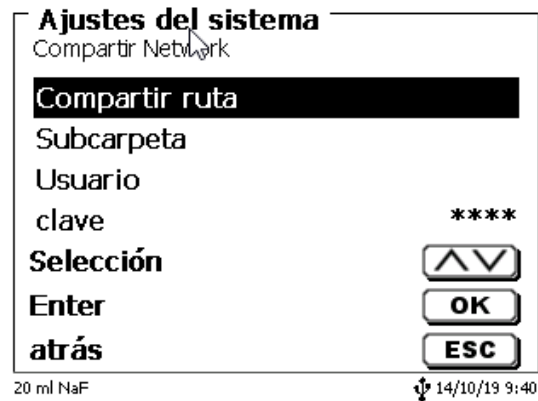 Ajustes del sistema
Compartir Network
Compartir ruta
Subcarpeta
Usuario
clave ****
Selección
Enter OK
atrás ESC
20 ml NaF 14/10/19 9:40